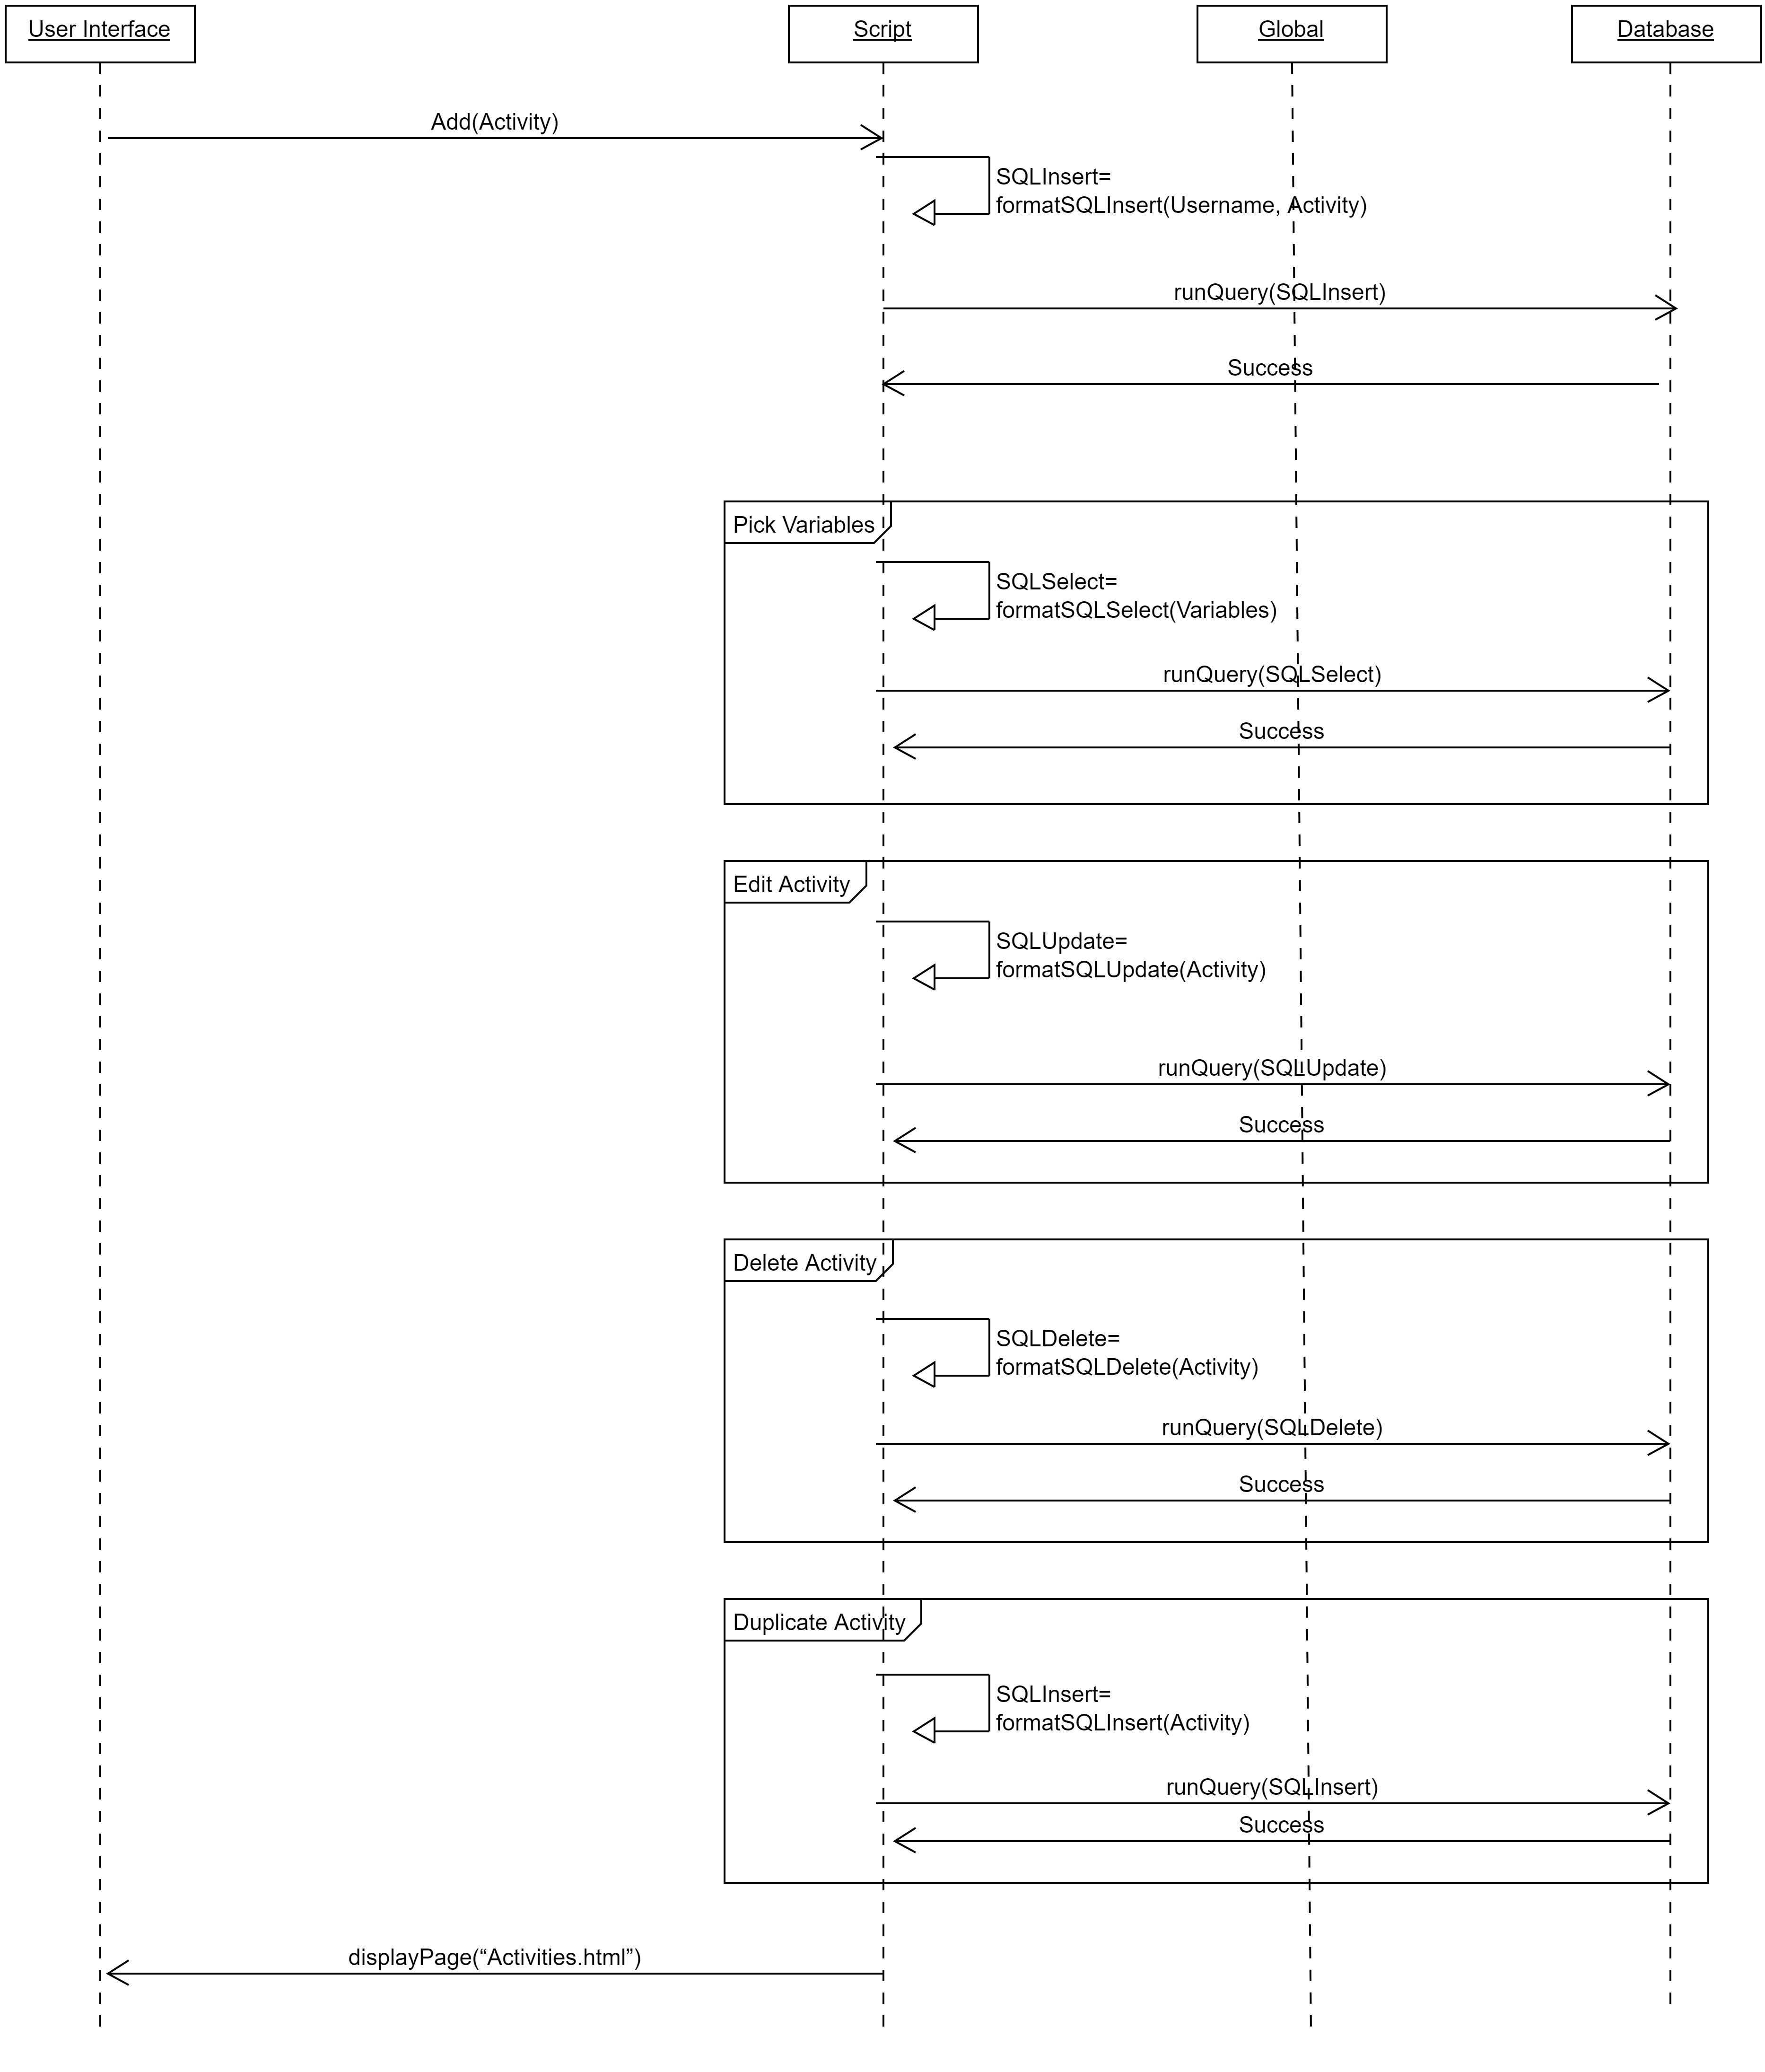 User Interface
Script
Global
Database
Add(Activity)
SQLInsert=
formatSQLInsert(Username, Activity)
runQuery(SQLInsert)
Success
Pick Variables
SQLSelect=
formatSQLSelect(Variables)
runQuery(SQLSelect)
Success
Edit Activity
SQLUpdate=
formatSQLUpdate(Activity)
runQuery(SQLUpdate)
Success
Delete Activity
SQLDelete=
formatSQLDelete(Activity)
runQuery(SQLDelete)
Success
Duplicate Activity
SQLInsert=
formatSQLInsert(Activity)
runQuery(SQLInsert)
Success
displayPage(“Activities.html”)